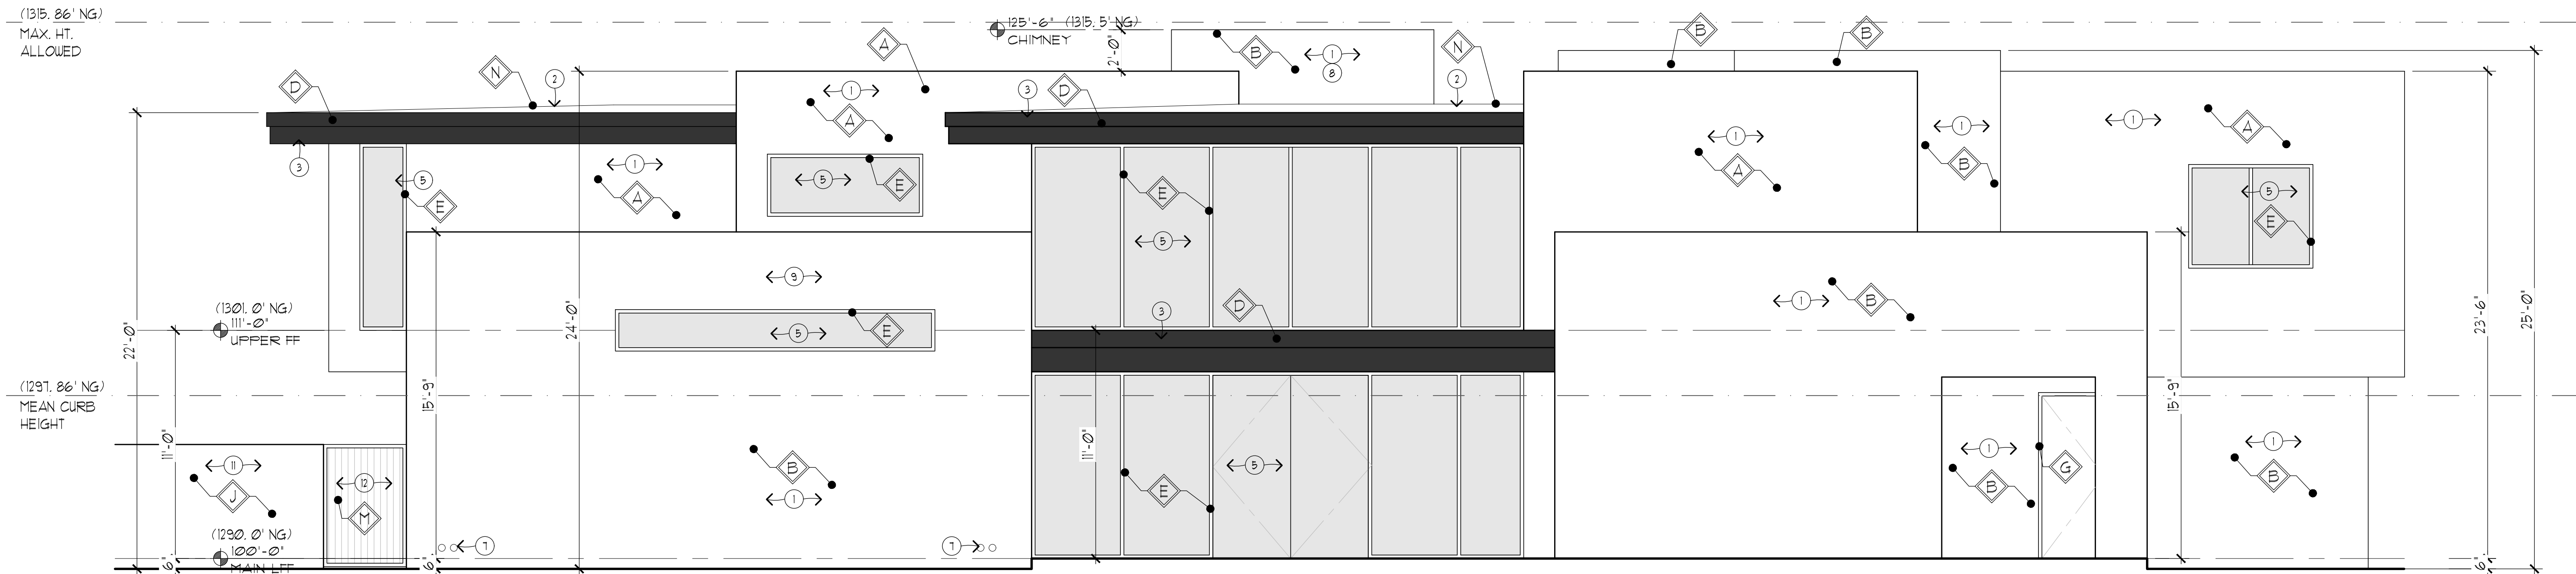 (1315. 86' NG)
MAX. HT.
ALLOWED
125'-6" (1315. 5' NG)
CHIMNEY
2'-0"
B
1
8
N
2
B
B
D
N
2
A
1
A
3
D
3
1
A
5
E
5
E
E
5
1
A
1
B
1
A
5
E
22'-0"
(1301. 0' NG)
111'-0"
UPPER FF
24'-0"
9
5
E
3
D
1
B
23'-6"
25'-0"
(1297. 86' NG)
MEAN CURB
HEIGHT
11'-0"
15'-9"
11'-0"
15'-9"
11
J
12
M
B
1
E
5
1
B
G
1
B
(1290. 0' NG)
100'-0"
MAIN LFF
7
7
6"
6"
6"